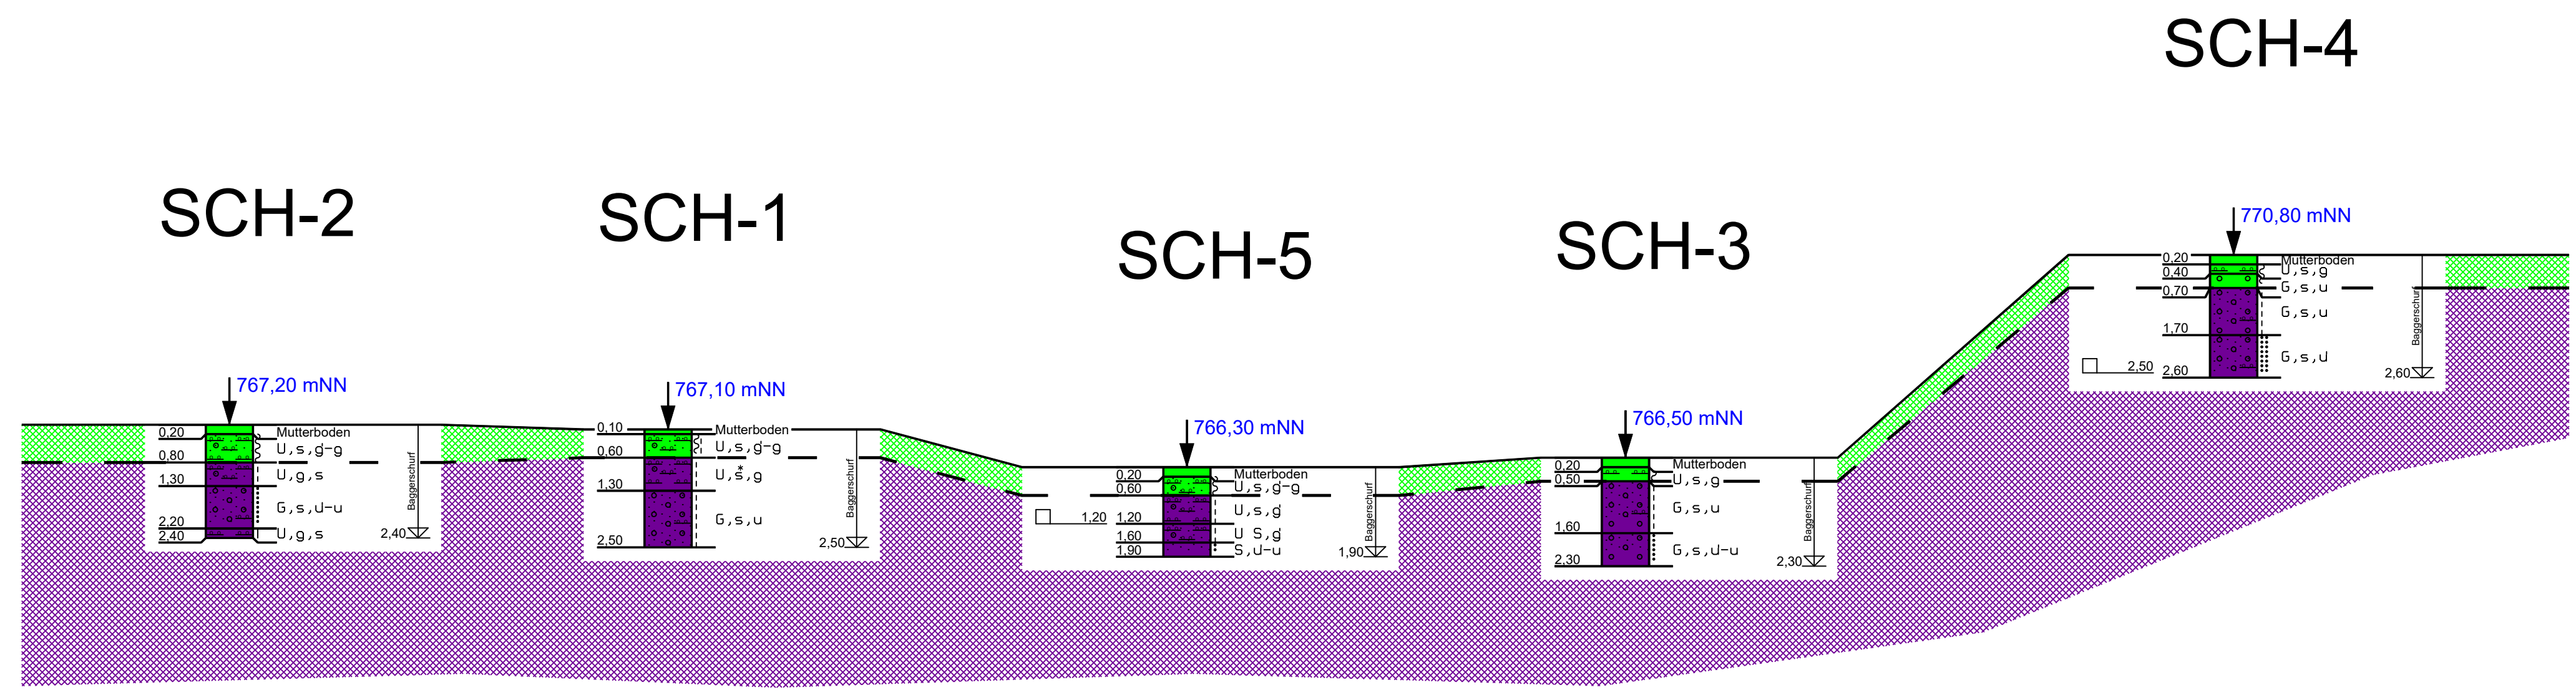 SCH-4
SCH-2
SCH-1
SCH-5
SCH-3
770,80 mNN
0,20
Mutterboden
0,40
U,s,g
0,70
G,s,u
G,s,u
1,70
G,s,u
2,50
2,60
Baggerschurf
2,60
767,20 mNN
0,20
Mutterboden
U,s,g'-g
0,80
U,g,s
1,30
G,s,u'-u
2,20
2,40
U,g,s
Baggerschurf
2,40
767,10 mNN
0,10
Mutterboden
U,s,g'-g
0,60
U,s*,g
1,30
G,s,u
2,50
Baggerschurf
2,50
766,30 mNN
0,20
Mutterboden
0,60
U,s,g'-g
U,s,g'
1,20
1,20
U S,g'
1,60
1,90
S,u'-u
Baggerschurf
1,90
766,50 mNN
0,20
Mutterboden
0,50
U,s,g
G,s,u
1,60
G,s,u'-u
2,30
Baggerschurf
2,30